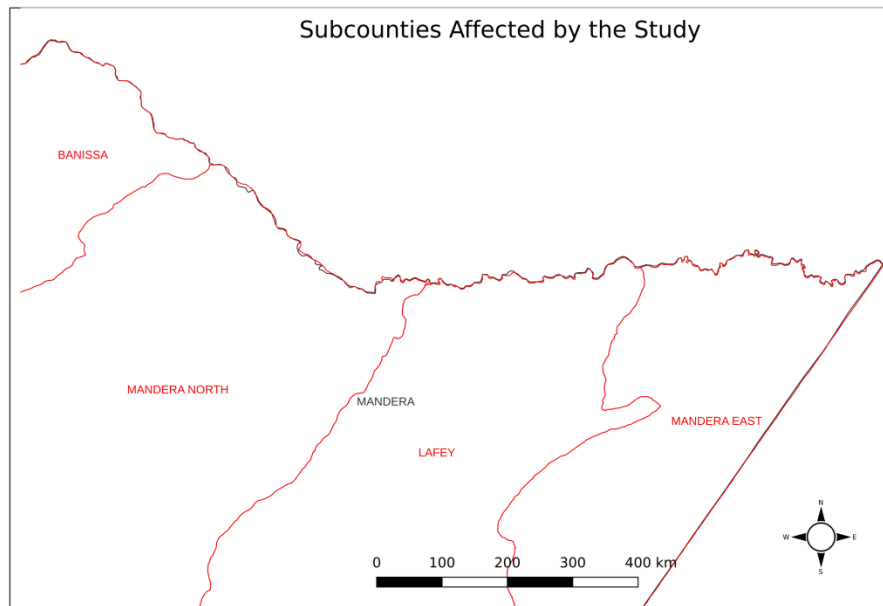 Subcounties Affected by the Study
BANISSA
MANDERA NORTH
MANDERA
MANDERA EAST
LAFEY
N
W E
S
0 100 200 300 400 km